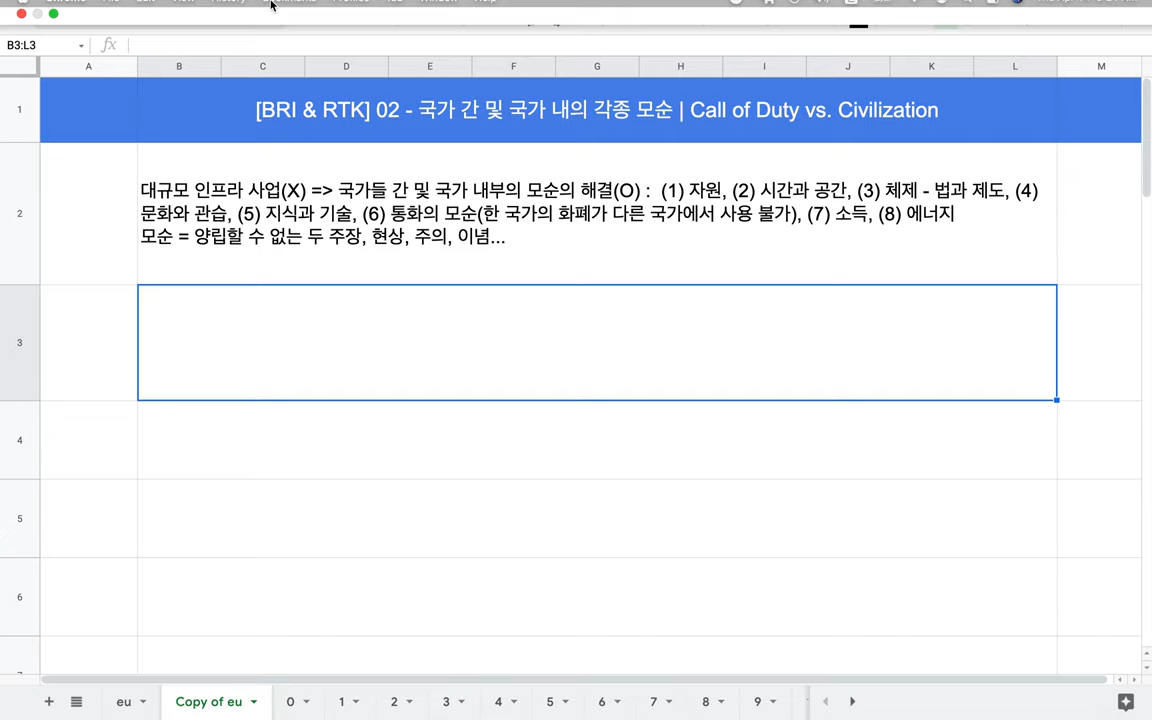 B3:L3
fx
A B C D E F G H I J K L M
1
[BRI & RTK] 02 - 국가 간 및 국가 내의 각종 모순 | Call of Duty vs. Civilization
2
대규모 인프라 사업(X) => 국가들 간 및 국가 내부의 모순의 해결(O) : (1) 자원, (2) 시간과 공간, (3) 체제 - 법과 제도, (4)
문화와 관습, (5) 지식과 기술, (6) 통화의 모순(한 국가의 화폐가 다른 국가에서 사용 불가), (7) 소득, (8) 에너지
모순 = 양립할 수 없는 두 주장, 현상, 주의, 이념...
3
4
5
6
eu Copy of eu 0 1 2 3 4 5 6 7 8 9